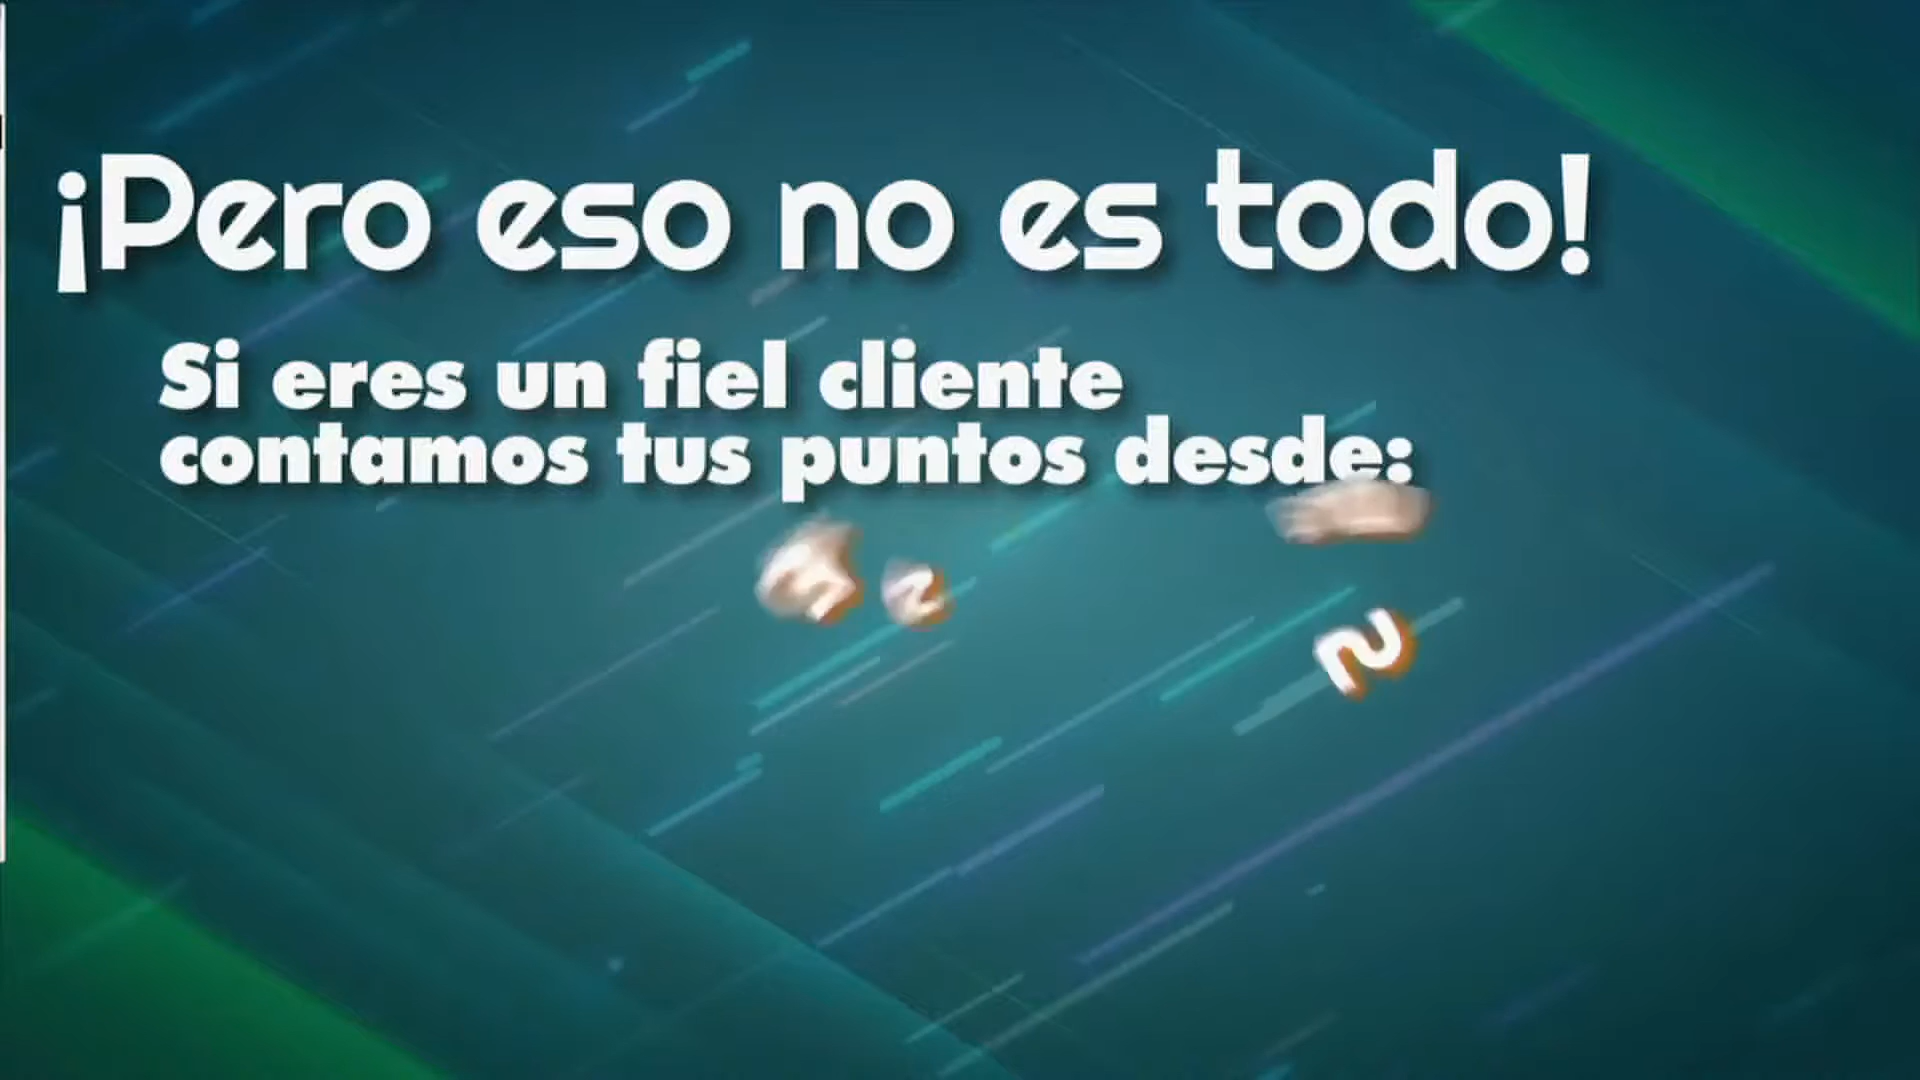 ¡Pero eso no es todo!
Si eres un fiel cliente
contamos tus puntos desde: